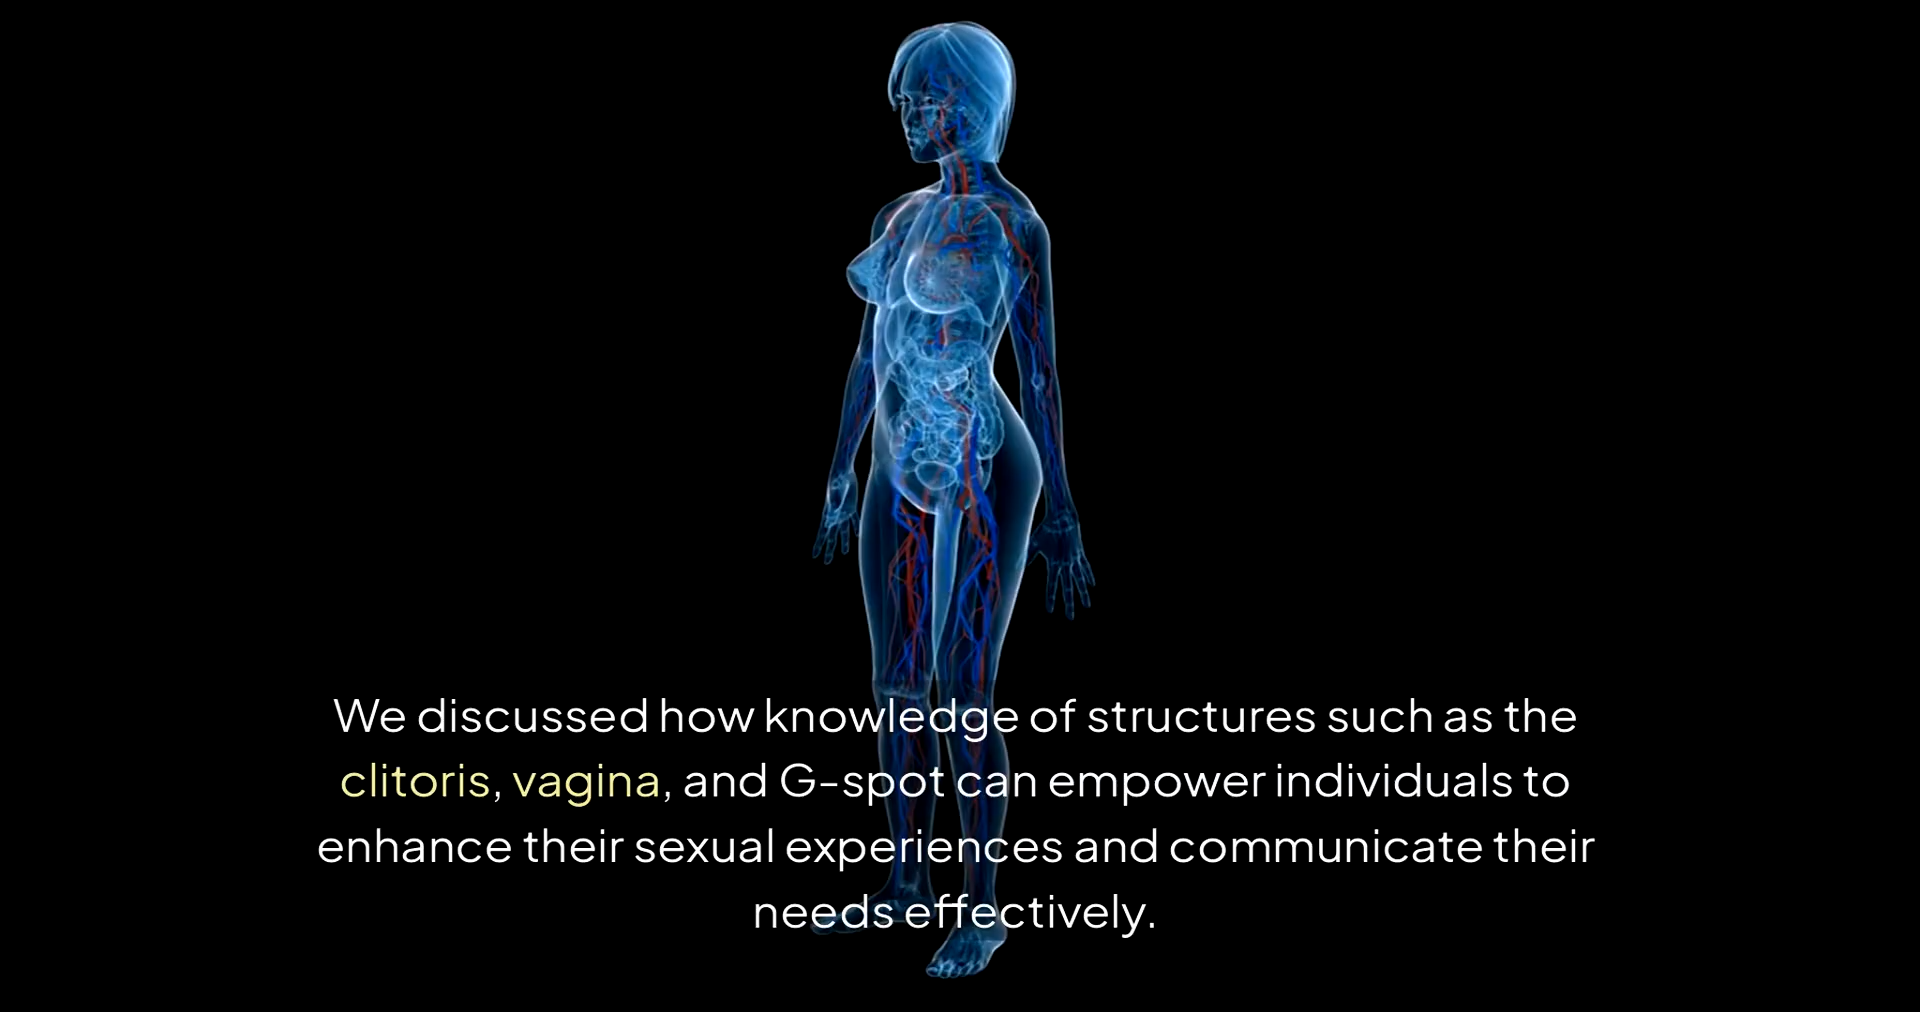 We discussed how knowledge of structures such as the
clitoris, vagina, and G-spot can empower individuals to
enhance their sexual experiences and communicate their
needs effectively.